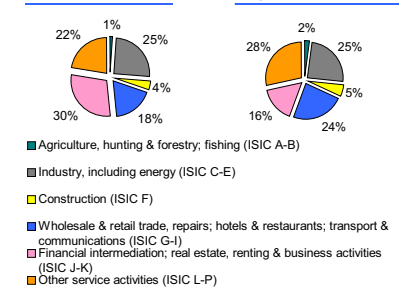 1% 2%
22% 25% 28% 25%
4% 5%
30% 18% 16% 24%
Agriculture, hunting & forestry; fishing (ISIC A-B)
Industry, including energy (ISIC C-E)
Construction (ISIC F)
Wholesale & retail trade, repairs; hotels & restaurants; transport &
communications (ISIC G-I)
Financial intermediation; real estate, renting & business activities
(ISIC J-K)
Other service activities (ISIC L-P)